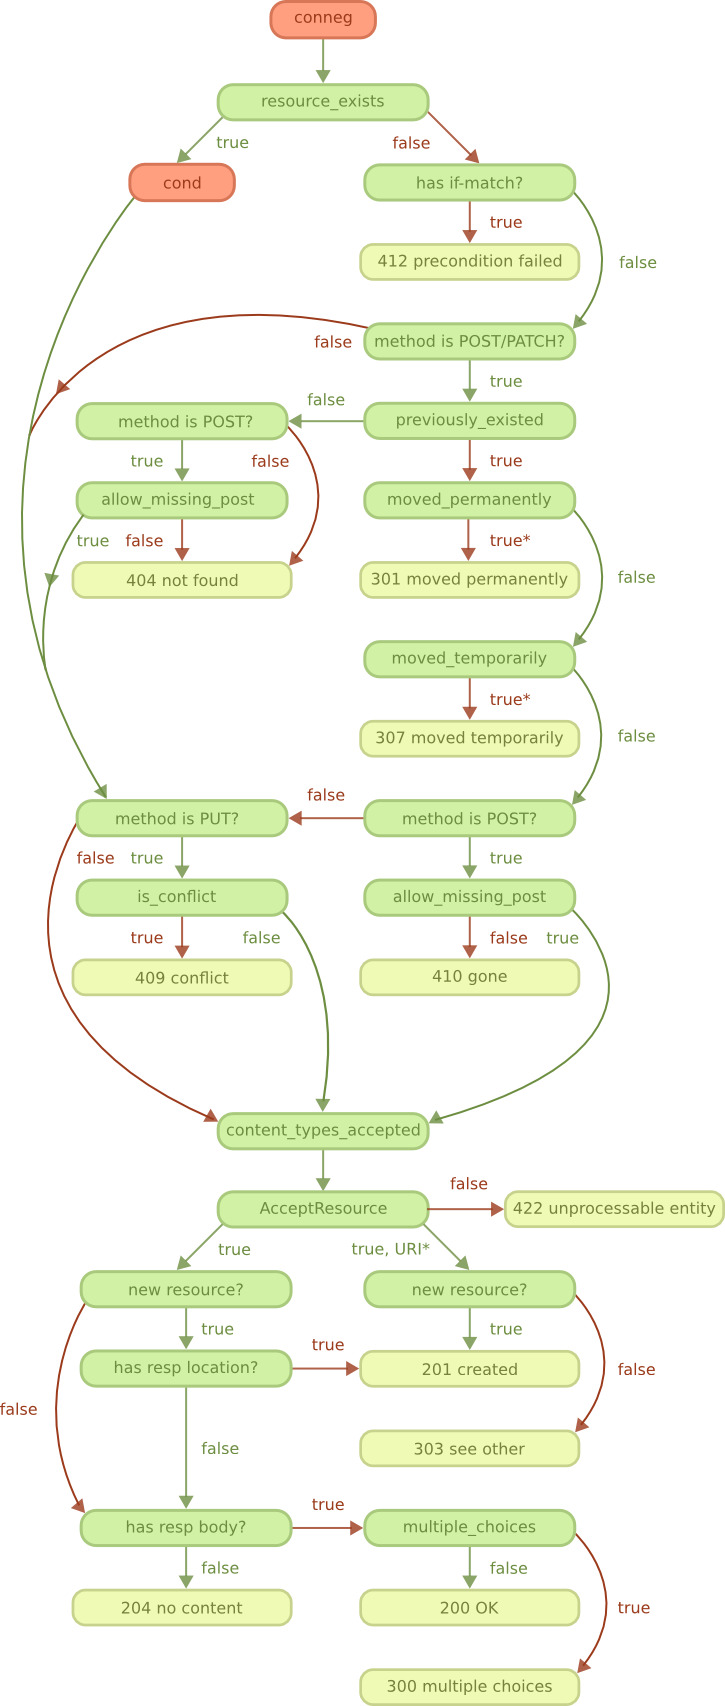 conneg
resource_exists
true
false
cond
has if-match?
true
412 precondition failed
false
false
method is POST/PATCH?
true
false
method is POST?
previously_existed
true
false
true
allow_missing_post
moved_permanently
true
false
true*
404 not found
301 moved permanently
false
moved_temporarily
true*
307 moved temporarily
false
false
method is PUT?
method is POST?
false
true
true
is_conflict
allow_missing_post
true
false
false
true
409 conflict
410 gone
content_types_accepted
false
AcceptResource
422 unprocessable entity
true
true, URI*
new resource?
new resource?
true
true
true
has resp location?
201 created
false
false
false
303 see other
true
has resp body?
multiple_choices
false
false
204 no content
200 OK
true
300 multiple choices